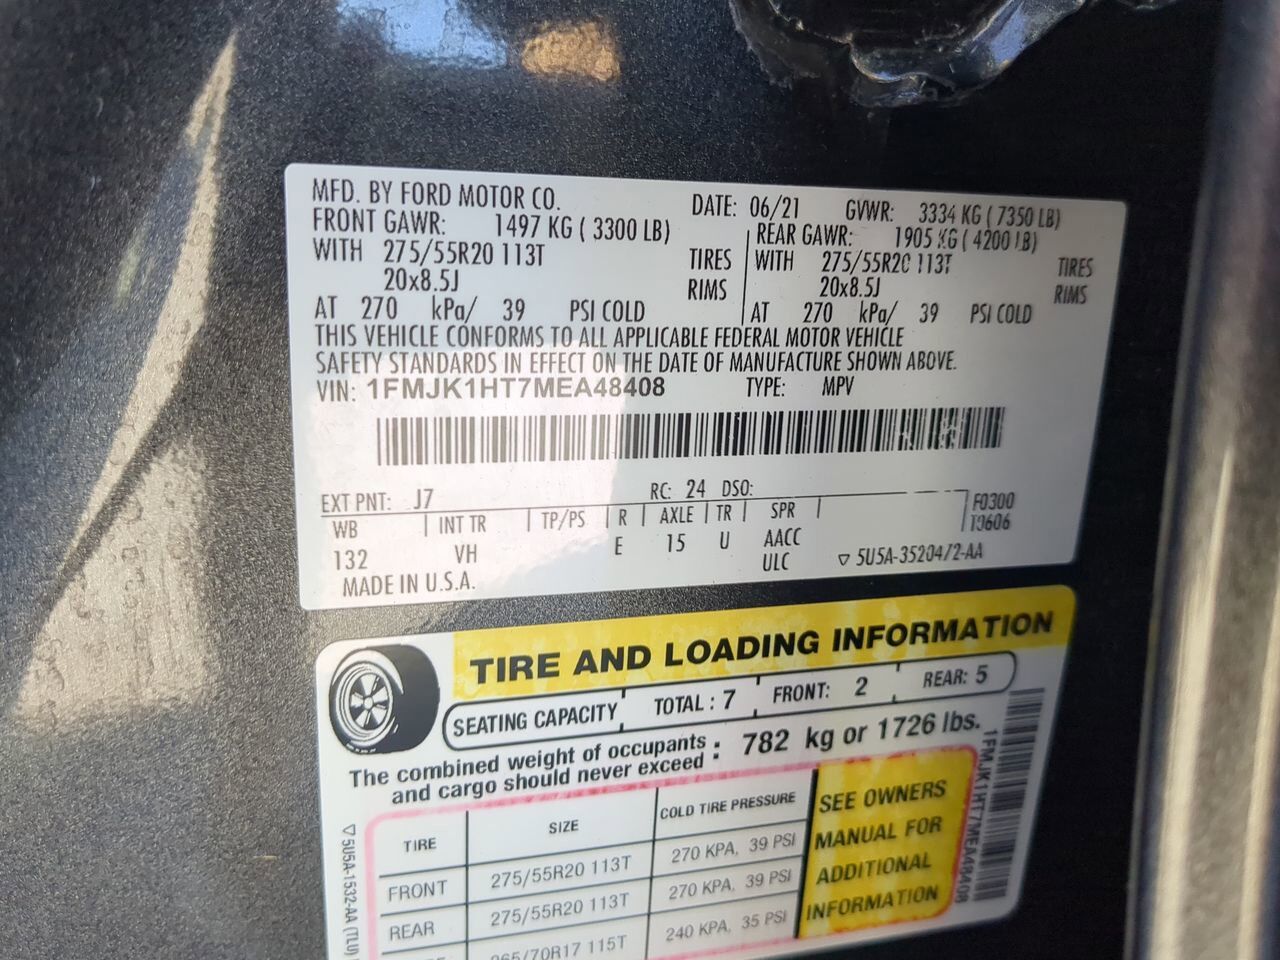 MFD. BY FORD MOTOR CO. DATE: 06/21 GVWR: 3334 KG ( 7350 LB)
FRONT GAWR: 1497 KG ( 3300 LB) REAR GAWR: 1905 KG ( 4200 LB)
WITH 275/55R20 113T TIRES WITH 275/55R20 113T TIRES
20x8.5J RIMS 20x8.5J RIMS
AT 270 kPa/ 39 PSI COLD AT 270 kPa/ 39 PSI COLD
THIS VEHICLE CONFORMS TO ALL APPLICABLE FEDERAL MOTOR VEHICLE
SAFETY STANDARDS IN EFFECT ON THE DATE OF MANUFACTURE SHOWN ABOVE.
VIN: 1FMJK1HT7MEA48408 TYPE: MPV
EXT PNT: J7 RC: 24 DSO:
WB INT TR TP/PS R AXLE TR SPR F0300
T0606
132 VH E 15 U AACC
ULC ▽ 5U5A-3520472-AA
MADE IN U.S.A.
TIRE AND LOADING INFORMATION
SEATING CAPACITY TOTAL : 7 FRONT: 2 REAR: 5
The combined weight of occupants and cargo should never exceed : 782 kg or 1726 lbs.
TIRE SIZE COLD TIRE PRESSURE
FRONT 275/55R20 113T 270 KPA, 39 PSI
REAR 275/55R20 113T 270 KPA, 39 PSI
265/70R17 115T 240 KPA, 35 PSI
SEE OWNERS
MANUAL FOR
ADDITIONAL
INFORMATION
1FMJK1HT7MEA48408
▽5U5A-1532-AA (TLU)